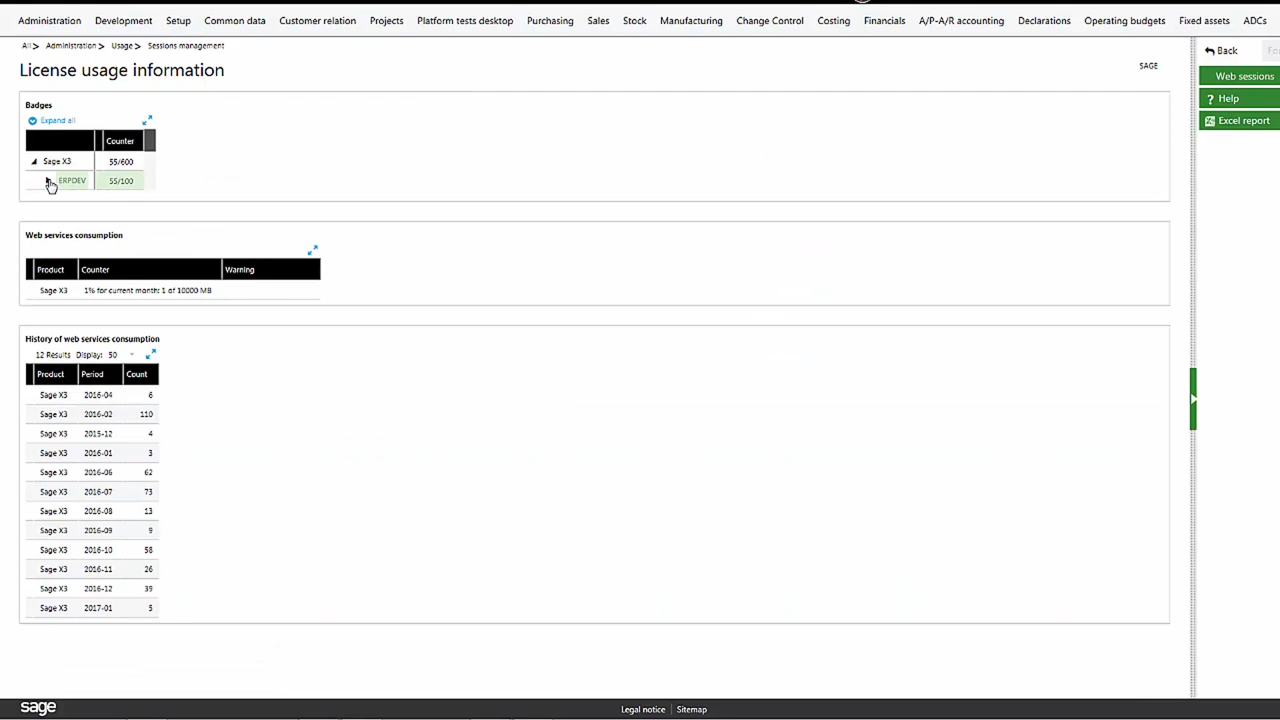 Administration Development Setup Common data Customer relation Projects Platform tests desktop Purchasing Sales Stock Manufacturing Change Control Costing Financials A/P-A/R accounting Declarations Operating budgets Fixed assets ADCs
All > Administration > Usage > Sessions management
Back
License usage information
SAGE
Web sessions
? Help
Excel report
Badges
Expand all
Counter
Sage X3 55/600
ERPDEV 55/100
Web services consumption
Product Counter Warning
Sage X3 1% for current month: 1 of 10000 MB
History of web services consumption
12 Results Display: 50
Product Period Count
Sage X3 2016-04 6
Sage X3 2016-02 110
Sage X3 2015-12 4
Sage X3 2016-01 3
Sage X3 2016-06 62
Sage X3 2016-07 73
Sage X3 2016-08 13
Sage X3 2016-09 9
Sage X3 2016-10 58
Sage X3 2016-11 26
Sage X3 2016-12 39
Sage X3 2017-01 5
sage
Legal notice | Sitemap